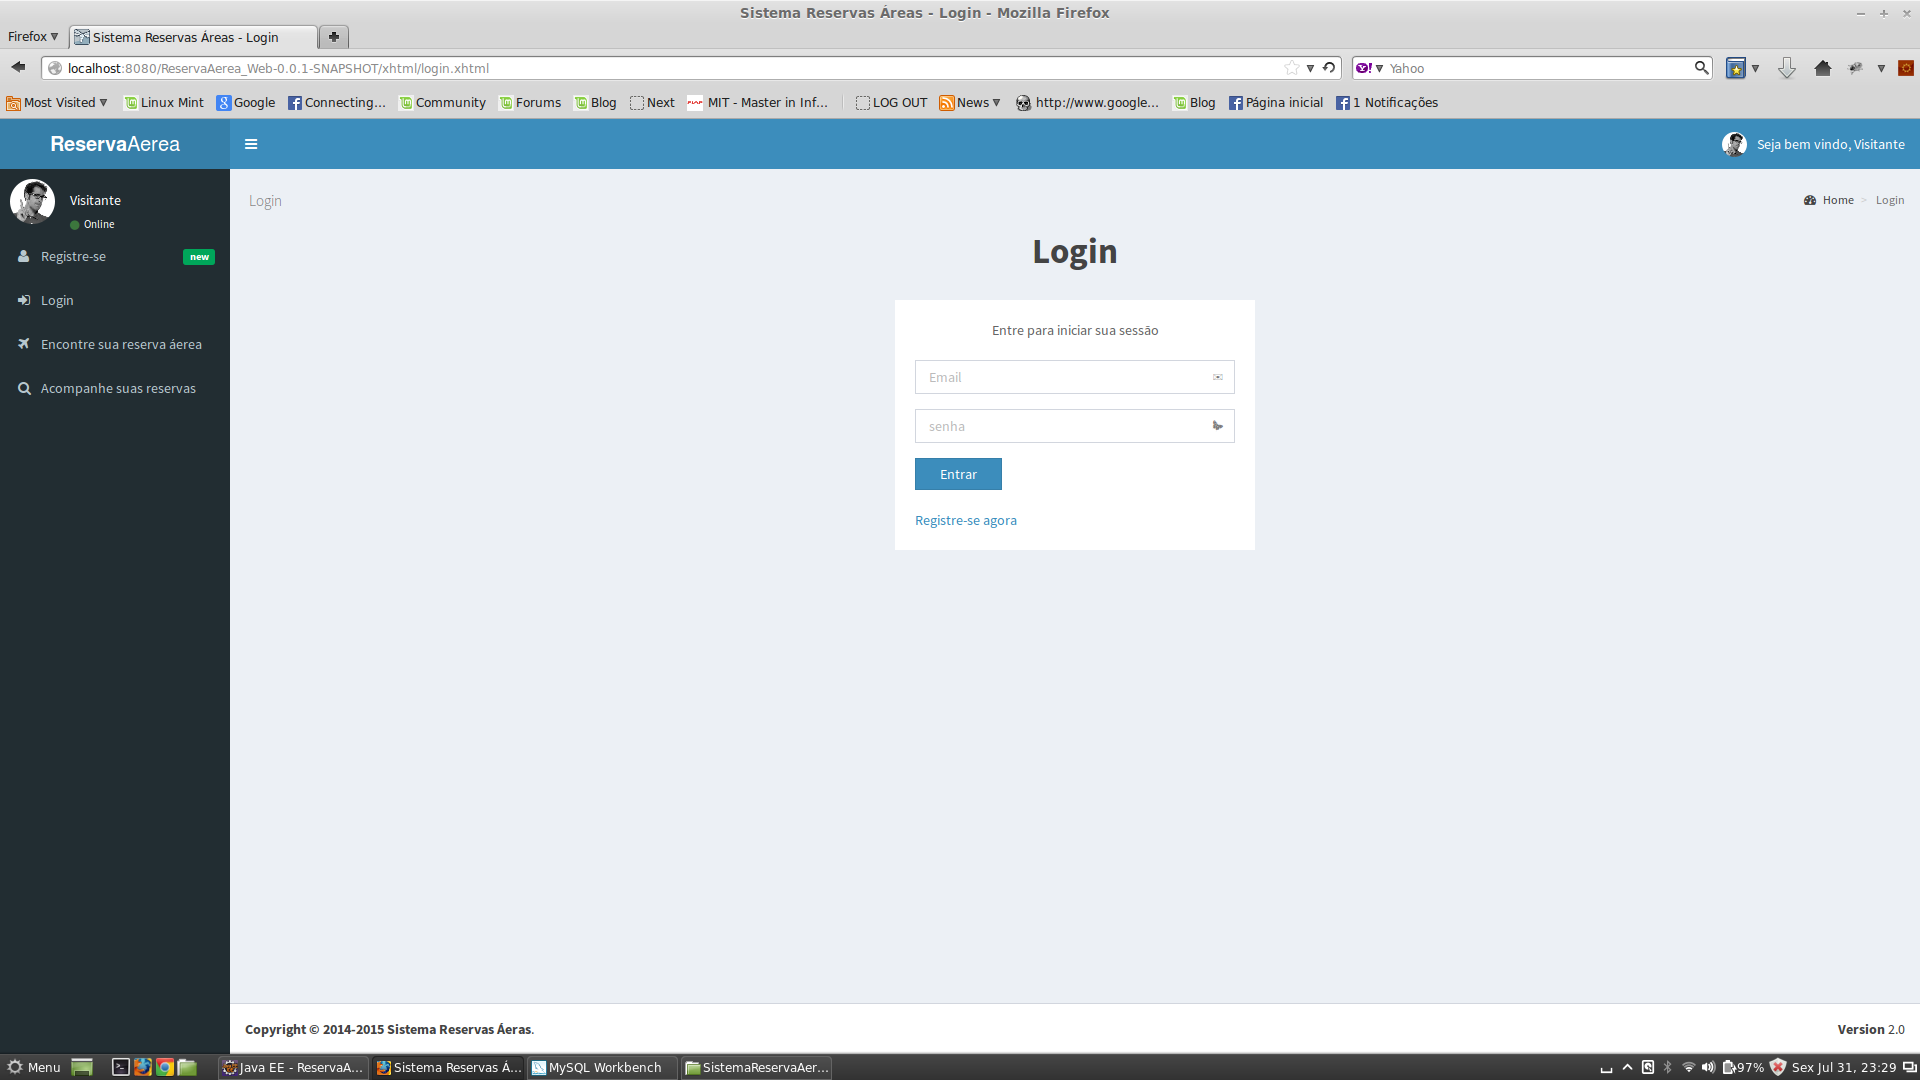 Sistema Reservas Áreas - Login - Mozilla Firefox
Firefox
Sistema Reservas Áreas - Login
localhost:8080/ReservaAerea_Web-0.0.1-SNAPSHOT/xhtml/login.xhtml
Yahoo
Most Visited Linux Mint Google Connecting... Community Forums Blog Next MIT - Master in Inf... LOG OUT News http://www.google... Blog Página inicial 1 Notificações
ReservaAerea
Seja bem vindo, Visitante
Visitante
Online
Login
Home > Login
Registre-se new
Login
Encontre sua reserva áerea
Acompanhe suas reservas
Login
Entre para iniciar sua sessão
Email
senha
Entrar
Registre-se agora
Copyright © 2014-2015 Sistema Reservas Áeras.
Version 2.0
Menu Java EE - ReservaA... Sistema Reservas Á... MySQL Workbench SistemaReservaAer... 97% Sex Jul 31, 23:29